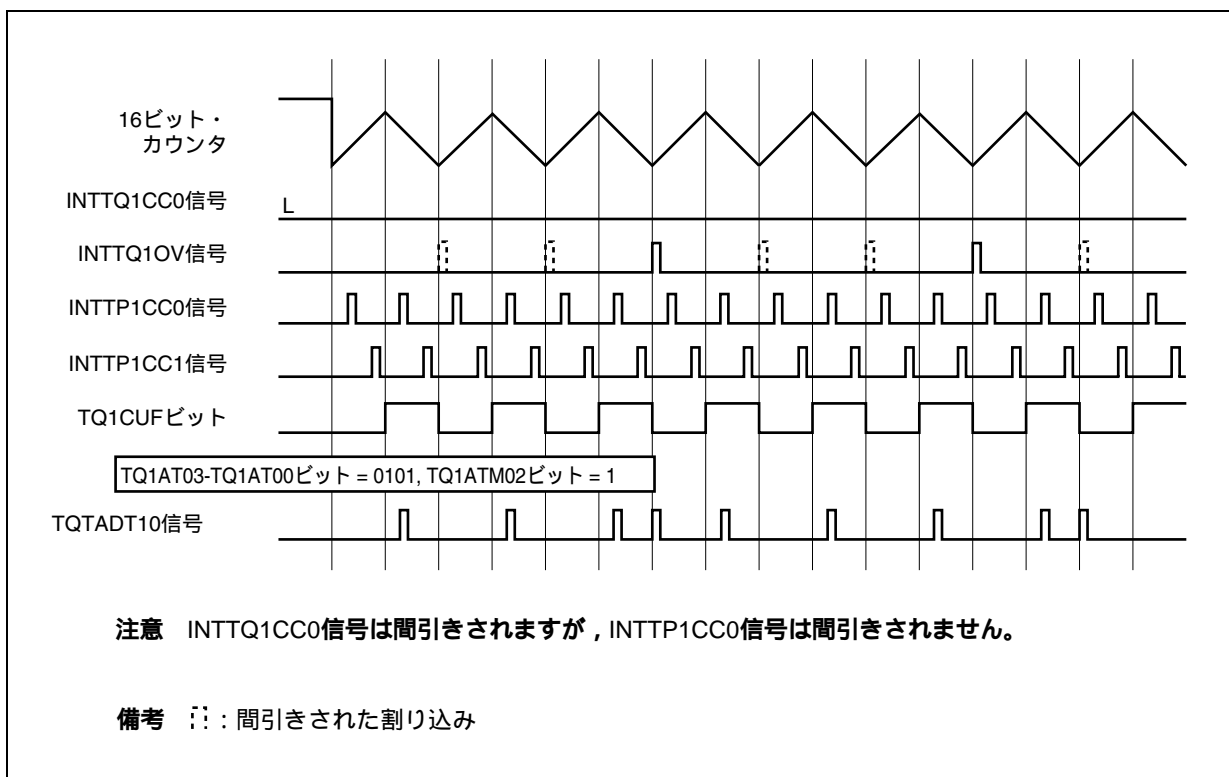 16ビット・
カウンタ
INTTQ1CC0信号
L
INTTQ1OV信号
INTTP1CC0信号
INTTP1CC1信号
TQ1CUFビット
TQ1AT03-TQ1AT00ビット = 0101, TQ1ATM02ビット = 1
TQTADT10信号
注意 INTTQ1CC0信号は間引きされますが，INTTP1CC0信号は間引きされません。
備考 ：間引きされた割り込み